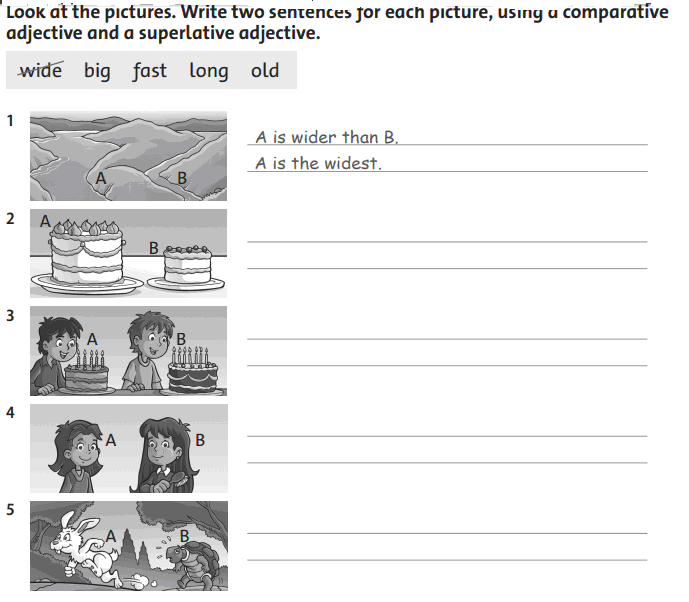 Look at the pictures. Write two sentences for each picture, using a comparative
adjective and a superlative adjective.
wide big fast long old
1
A is wider than B.
A is the widest.
A B
2
A
B
3
A B
4
A B
5
A B